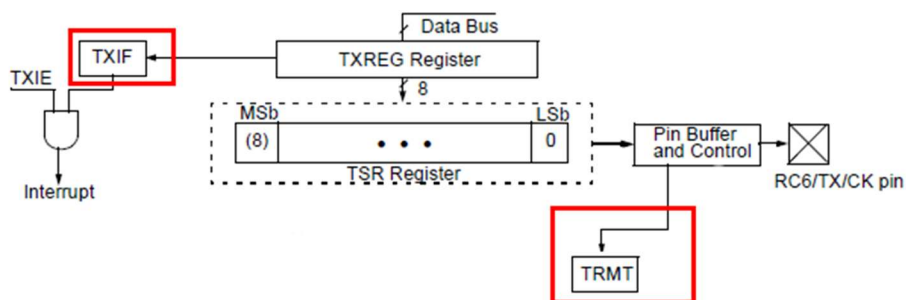 Data Bus
TXIF
TXREG Register
TXIE
8
MSb
LSb
(8)
• • •
0
Pin Buffer
and Control
TSR Register
Interrupt
RC6/TX/CK pin
TRMT